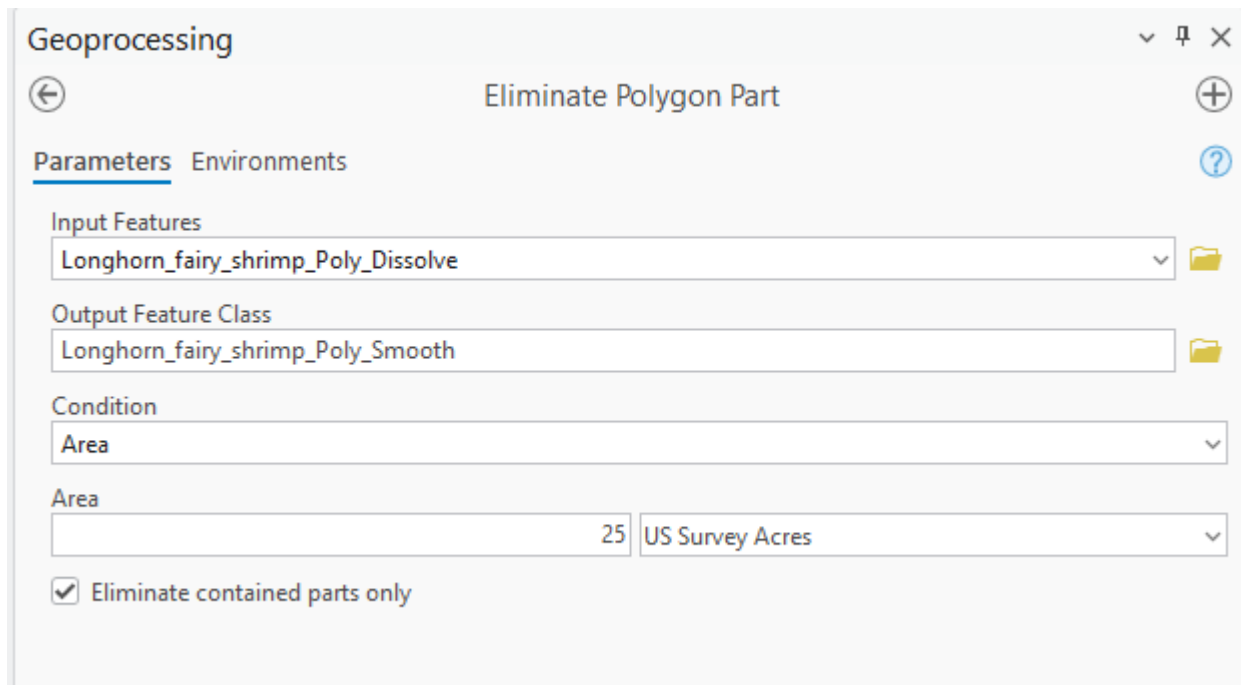 Geoprocessing
Eliminate Polygon Part
Parameters Environments
Input Features
Longhorn_fairy_shrimp_Poly_Dissolve
Output Feature Class
Longhorn_fairy_shrimp_Poly_Smooth
Condition
Area
Area
25 US Survey Acres
Eliminate contained parts only